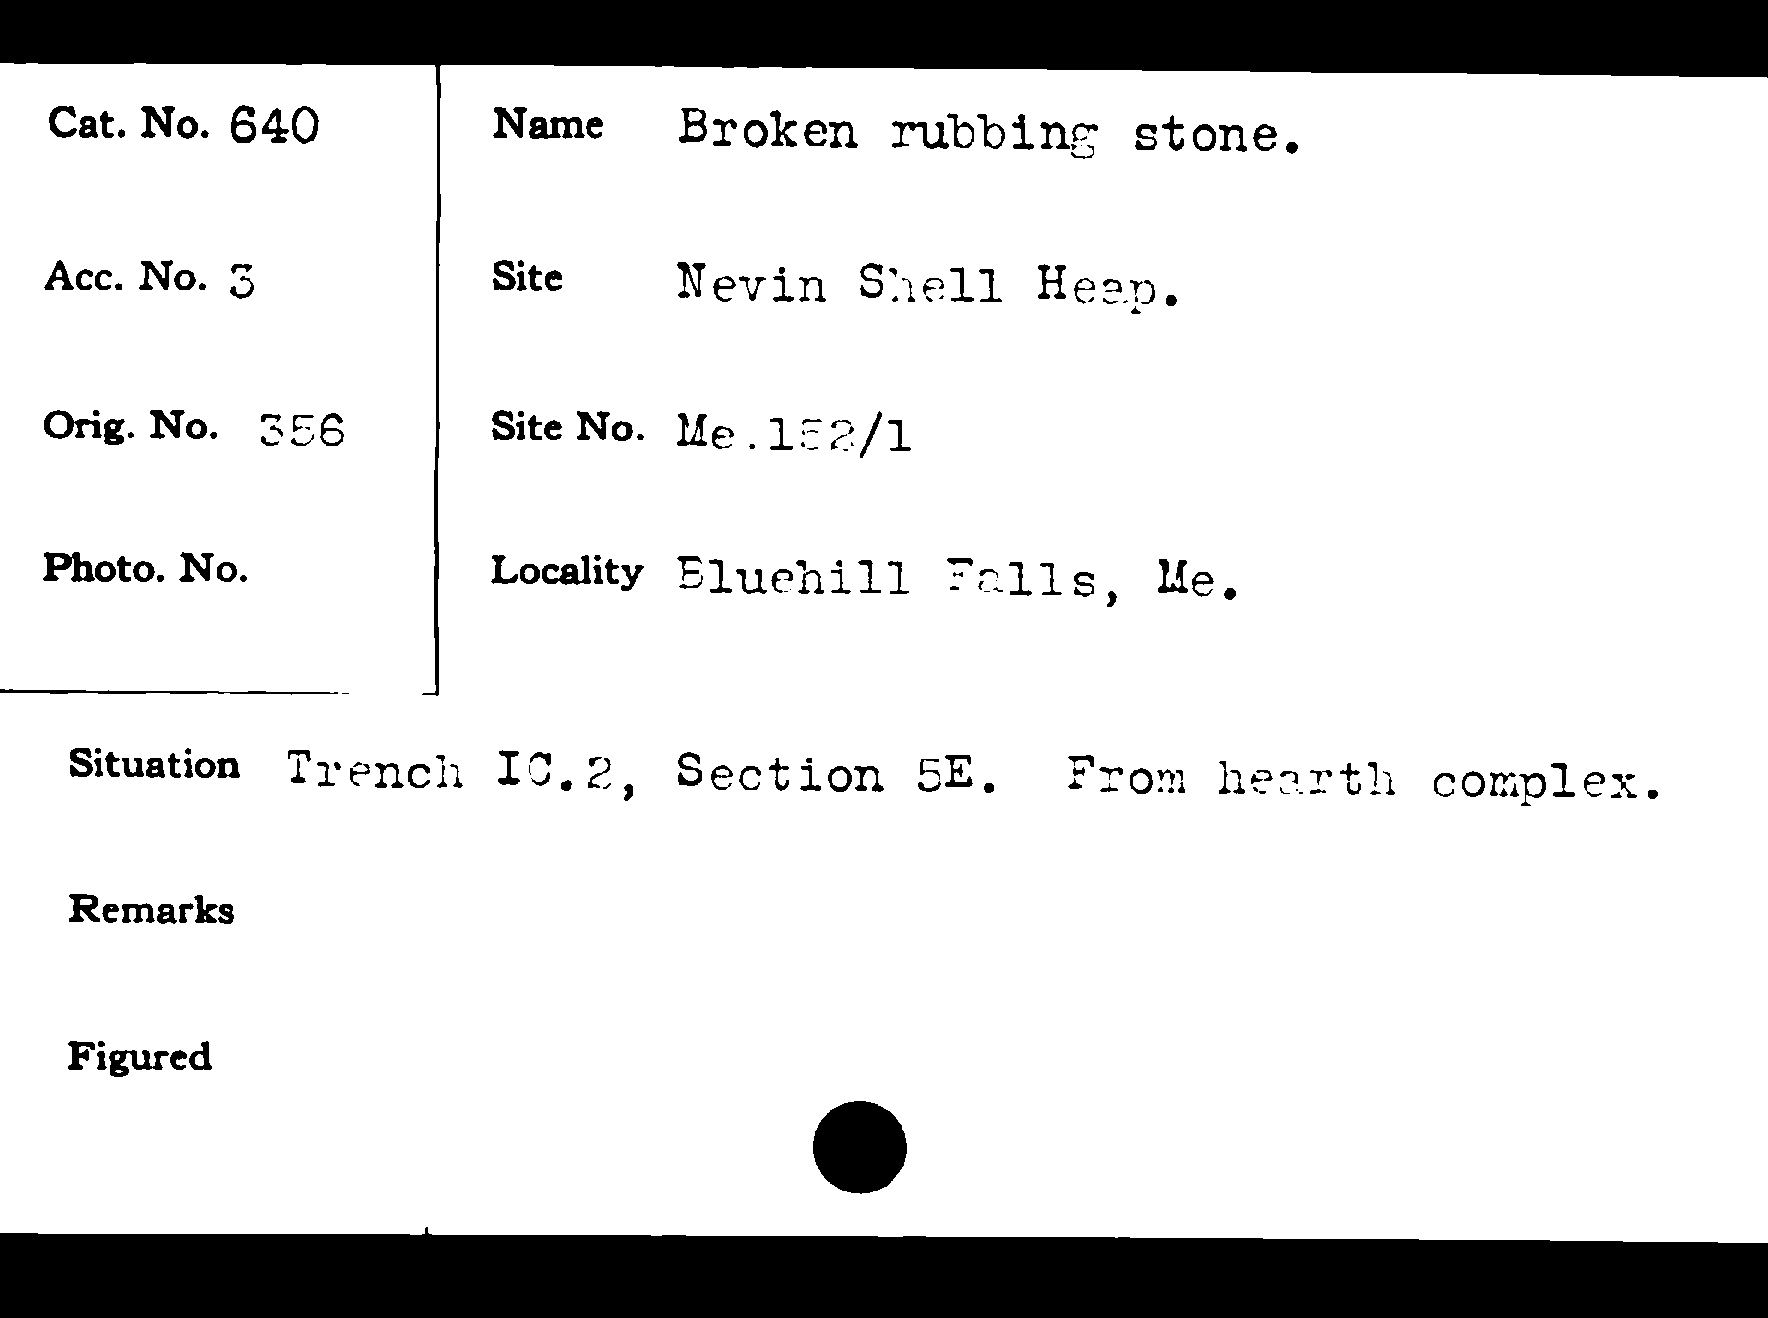 Cat. No. 640
Name Broken rubbing stone.
Acc. No. 3
Site Nevin Shell Heap.
Orig. No. 356
Site No. Me.152/1
Photo. No.
Locality Bluehill Falls, Me.
Situation Trench IC.2, Section 5E. From hearth complex.
Remarks
Figured